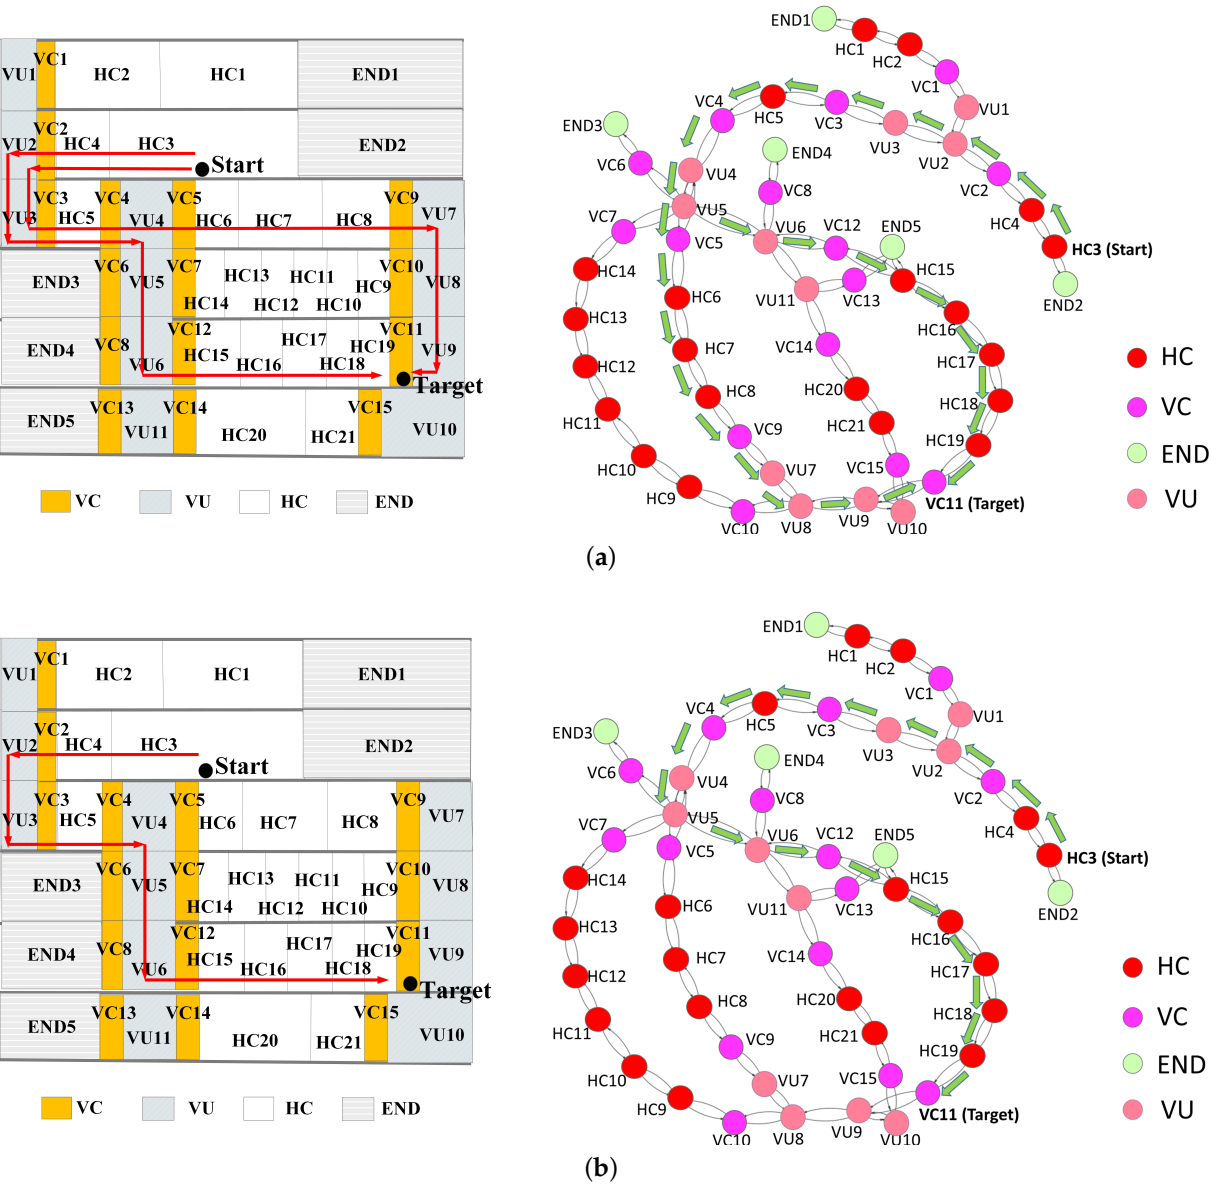 VU1 VC1 HC2 HC1 END1
VU2 VC2 HC4 HC3 END2
Start
VU3 VC3 HC5 VC4 VU4 VC5 HC6 HC7 HC8 VC9 VU7
END3 VC6 VU5 VC7 HC14 HC13 HC12 HC11 HC10 HC9 VC10 VU8
END4 VC8 VU6 VC12 HC15 HC16 HC17 HC18 HC19 VC11 VU9
Target
END5 VC13 VU11 VC14 HC20 HC21 VC15 VU10
VC VU HC END
END1
HC1
HC2
VC1
VU1
VC4
HC5
VC3
VU3
VU2
VC2
HC4
HC3 (Start)
END2
END3
VC6
VU4
END4
VC8
VU5
VC7
VC5
VU6
VC12
END5
HC15
VC13
VU11
HC14
HC6
HC16
HC13
HC7
VC14
HC17
HC12
HC8
HC20
HC18
HC11
VC9
HC21
HC19
HC10
VU7
VC15
HC9
VC10
VU8
VU9
VU10
VC11 (Target)
HC
VC
END
VU
(a)
VU1 VC1 HC2 HC1 END1
VU2 VC2 HC4 HC3 END2
Start
VU3 VC3 HC5 VC4 VU4 VC5 HC6 HC7 HC8 VC9 VU7
END3 VC6 VU5 VC7 HC14 HC13 HC12 HC11 HC10 HC9 VC10 VU8
END4 VC8 VU6 VC12 HC15 HC16 HC17 HC18 HC19 VC11 VU9
Target
END5 VC13 VU11 VC14 HC20 HC21 VC15 VU10
VC VU HC END
END1
HC1
HC2
VC1
VU1
VC4
HC5
VC3
VU3
VU2
VC2
HC4
HC3 (Start)
END2
END3
VC6
VU4
END4
VC8
VU5
VC7
VC5
VU6
VC12
END5
HC15
VC13
VU11
HC14
HC6
HC16
HC13
HC7
VC14
HC17
HC12
HC8
HC20
HC18
HC11
VC9
HC21
HC19
HC10
VU7
VC15
HC9
VC10
VU8
VU9
VU10
VC11 (Target)
HC
VC
END
VU
(b)